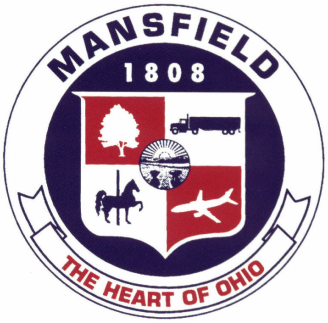 MANSFIELD
1808
THE HEART OF OHIO